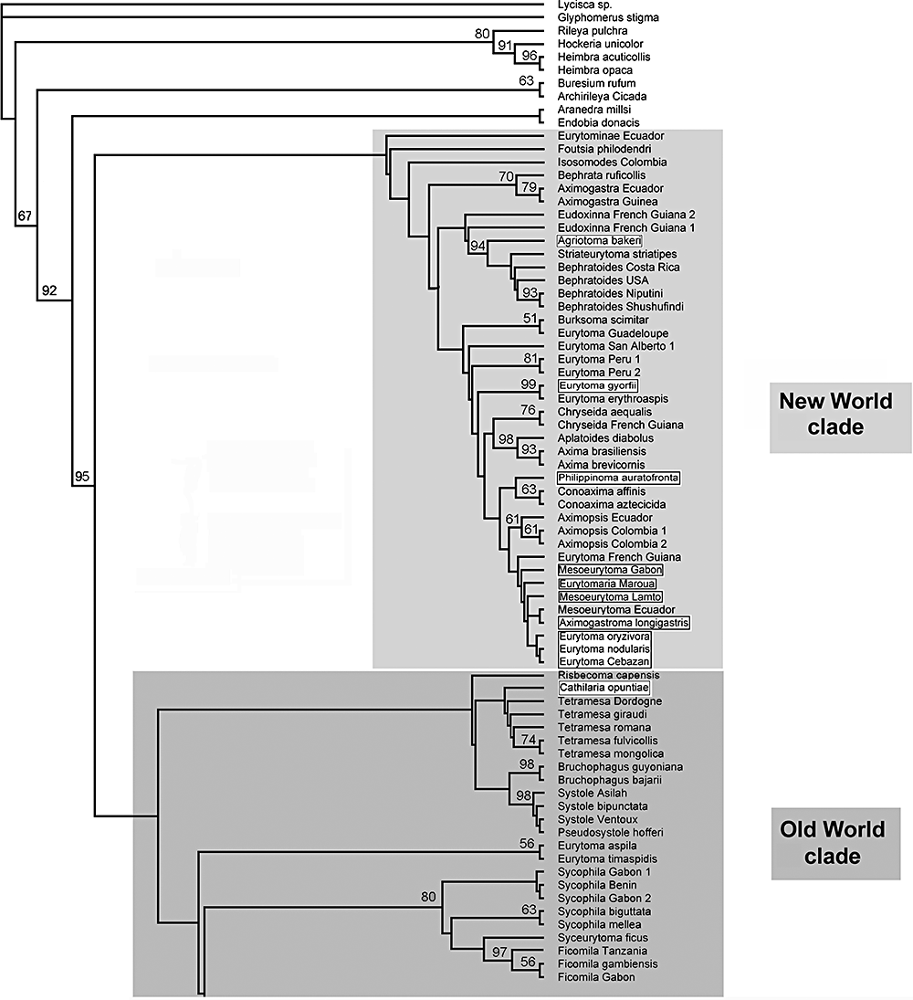 Lycisca sp.
Glyphomerus stigma
80 Rileya pulchra
91 Hockeria unicolor
96 Heimbra acuticollis
Heimbra opaca
63 Buresium rufum
Archirileya Cicada
Aranedra millsi
Endobia donacis
Eurytominae Ecuador
Foutsia philodendri
Isosomodes Colombia
70 Bephrata ruficollis
79 Aximogastra Ecuador
Aximogastra Guinea
67 Eudoxinna French Guiana 2
Eudoxinna French Guiana 1
94 Agriotoma bakeri
Striateurytoma striatipes
Bephratoides Costa Rica
Bephratoides USA
92 93 Bephratoides Niputini
Bephratoides Shushufindi
51 Burksoma scimitar
Eurytoma Guadeloupe
Eurytoma San Alberto 1
81 Eurytoma Peru 1
Eurytoma Peru 2
99 Eurytoma gyorfii
Eurytoma erythroaspis
76 Chryseida aequalis
Chryseida French Guiana
98 Aplatoides diabolus
93 Axima brasiliensis
Axima brevicornis
95 Philippinoma auratofronta
63 Conoaxima affinis
Conoaxima aztecicida
61 Aximopsis Ecuador
61 Aximopsis Colombia 1
Aximopsis Colombia 2
Eurytoma French Guiana
Mesoeurytoma Gabon
Eurytomaria Maroua
Mesoeurytoma Lamto
Mesoeurytoma Ecuador
Aximogastroma longigastris
Eurytoma oryzivora
Eurytoma nodularis
Eurytoma Cebazan
Risbecoma capensis
Cathilaria opuntiae
Tetramesa Dordogne
Tetramesa giraudi
Tetramesa romana
74 Tetramesa fulvicollis
Tetramesa mongolica
98 Bruchophagus guyoniana
Bruchophagus bajarii
98 Systole Asilah
Systole bipunctata
Systole Ventoux
Pseudosystole hofferi
56 Eurytoma aspila
Eurytoma timaspidis
Sycophila Gabon 1
Sycophila Benin
80 Sycophila Gabon 2
63 Sycophila biguttata
Sycophila mellea
Syceurytoma ficus
97 Ficomila Tanzania
56 Ficomila gambiensis
Ficomila Gabon
New World
clade
Old World
clade